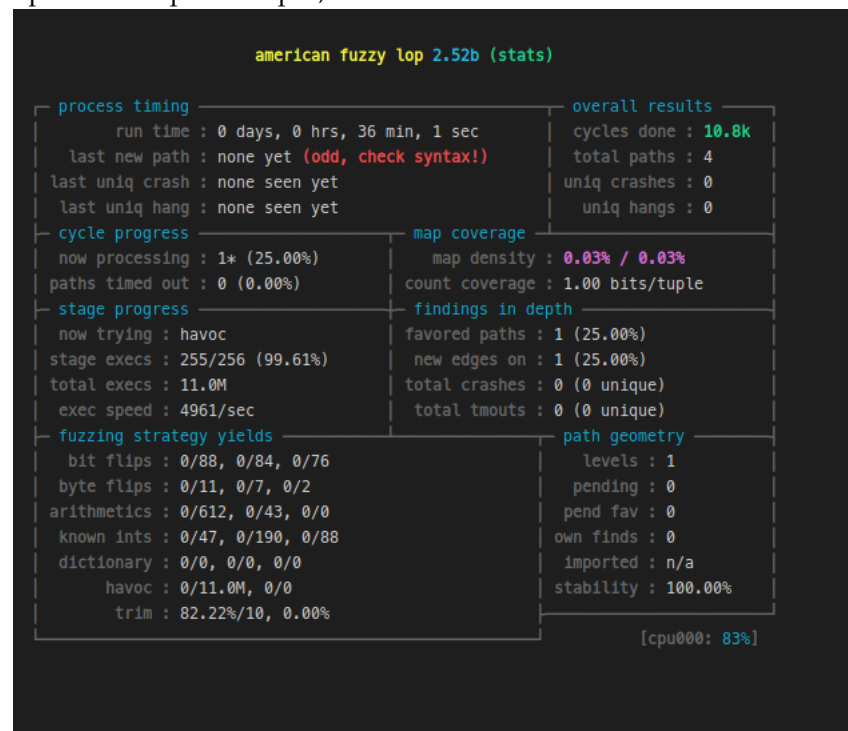 american fuzzy lop 2.52b (stats)
process timing overall results
run time : 0 days, 0 hrs, 36 min, 1 sec cycles done : 10.8k
last new path : none yet (odd, check syntax!) total paths : 4
last uniq crash : none seen yet uniq crashes : 0
last uniq hang : none seen yet uniq hangs : 0
cycle progress map coverage
now processing : 1* (25.00%) map density : 0.03% / 0.03%
paths timed out : 0 (0.00%) count coverage : 1.00 bits/tuple
stage progress findings in depth
now trying : havoc favored paths : 1 (25.00%)
stage execs : 255/256 (99.61%) new edges on : 1 (25.00%)
total execs : 11.0M total crashes : 0 (0 unique)
exec speed : 4961/sec total tmouts : 0 (0 unique)
fuzzing strategy yields path geometry
bit flips : 0/88, 0/84, 0/76 levels : 1
byte flips : 0/11, 0/7, 0/2 pending : 0
arithmetics : 0/612, 0/43, 0/0 pend fav : 0
known ints : 0/47, 0/190, 0/88 own finds : 0
dictionary : 0/0, 0/0, 0/0 imported : n/a
havoc : 0/11.0M, 0/0 stability : 100.00%
trim : 82.22%/10, 0.00%
[cpu000: 83%]